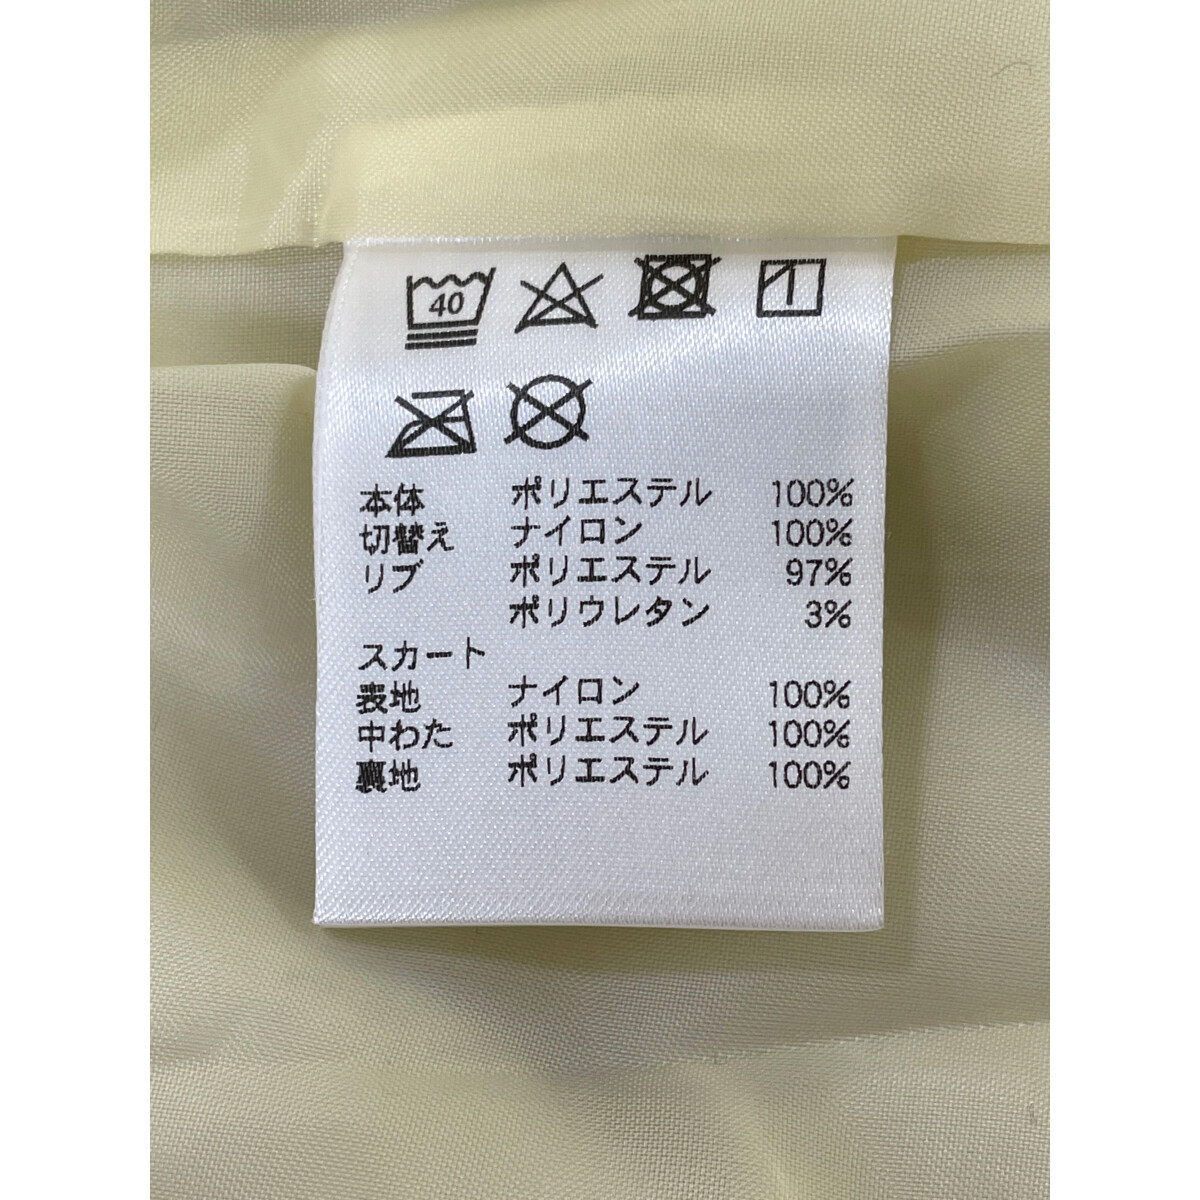 40
本体 ポリエステル 100%
切替え ナイロン 100%
リブ ポリエステル 97%
ポリウレタン 3%
スカート
表地 ナイロン 100%
中わた ポリエステル 100%
裏地 ポリエステル 100%